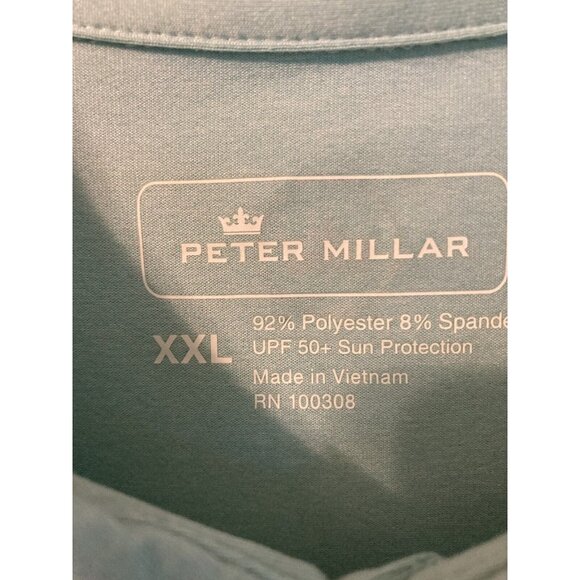 PETER MILLAR
XXL
92% Polyester 8% Spande
UPF 50+ Sun Protection
Made in Vietnam
RN 100308